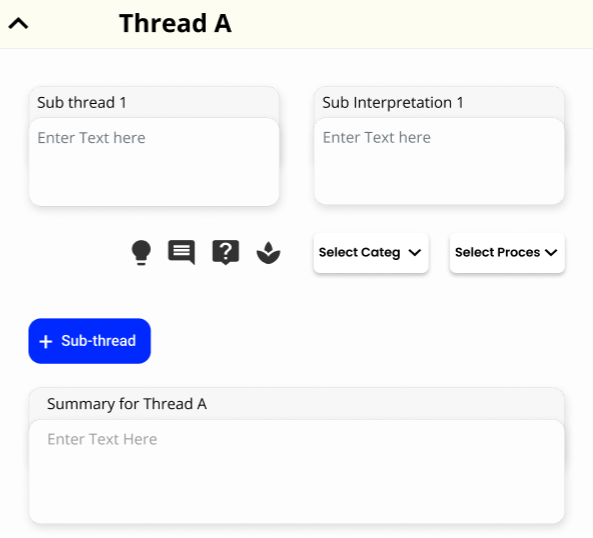 Thread A
Sub thread 1
Sub Interpretation 1
Enter Text here
Enter Text here
Select Categ
Select Proces
+ Sub-thread
Summary for Thread A
Enter Text Here